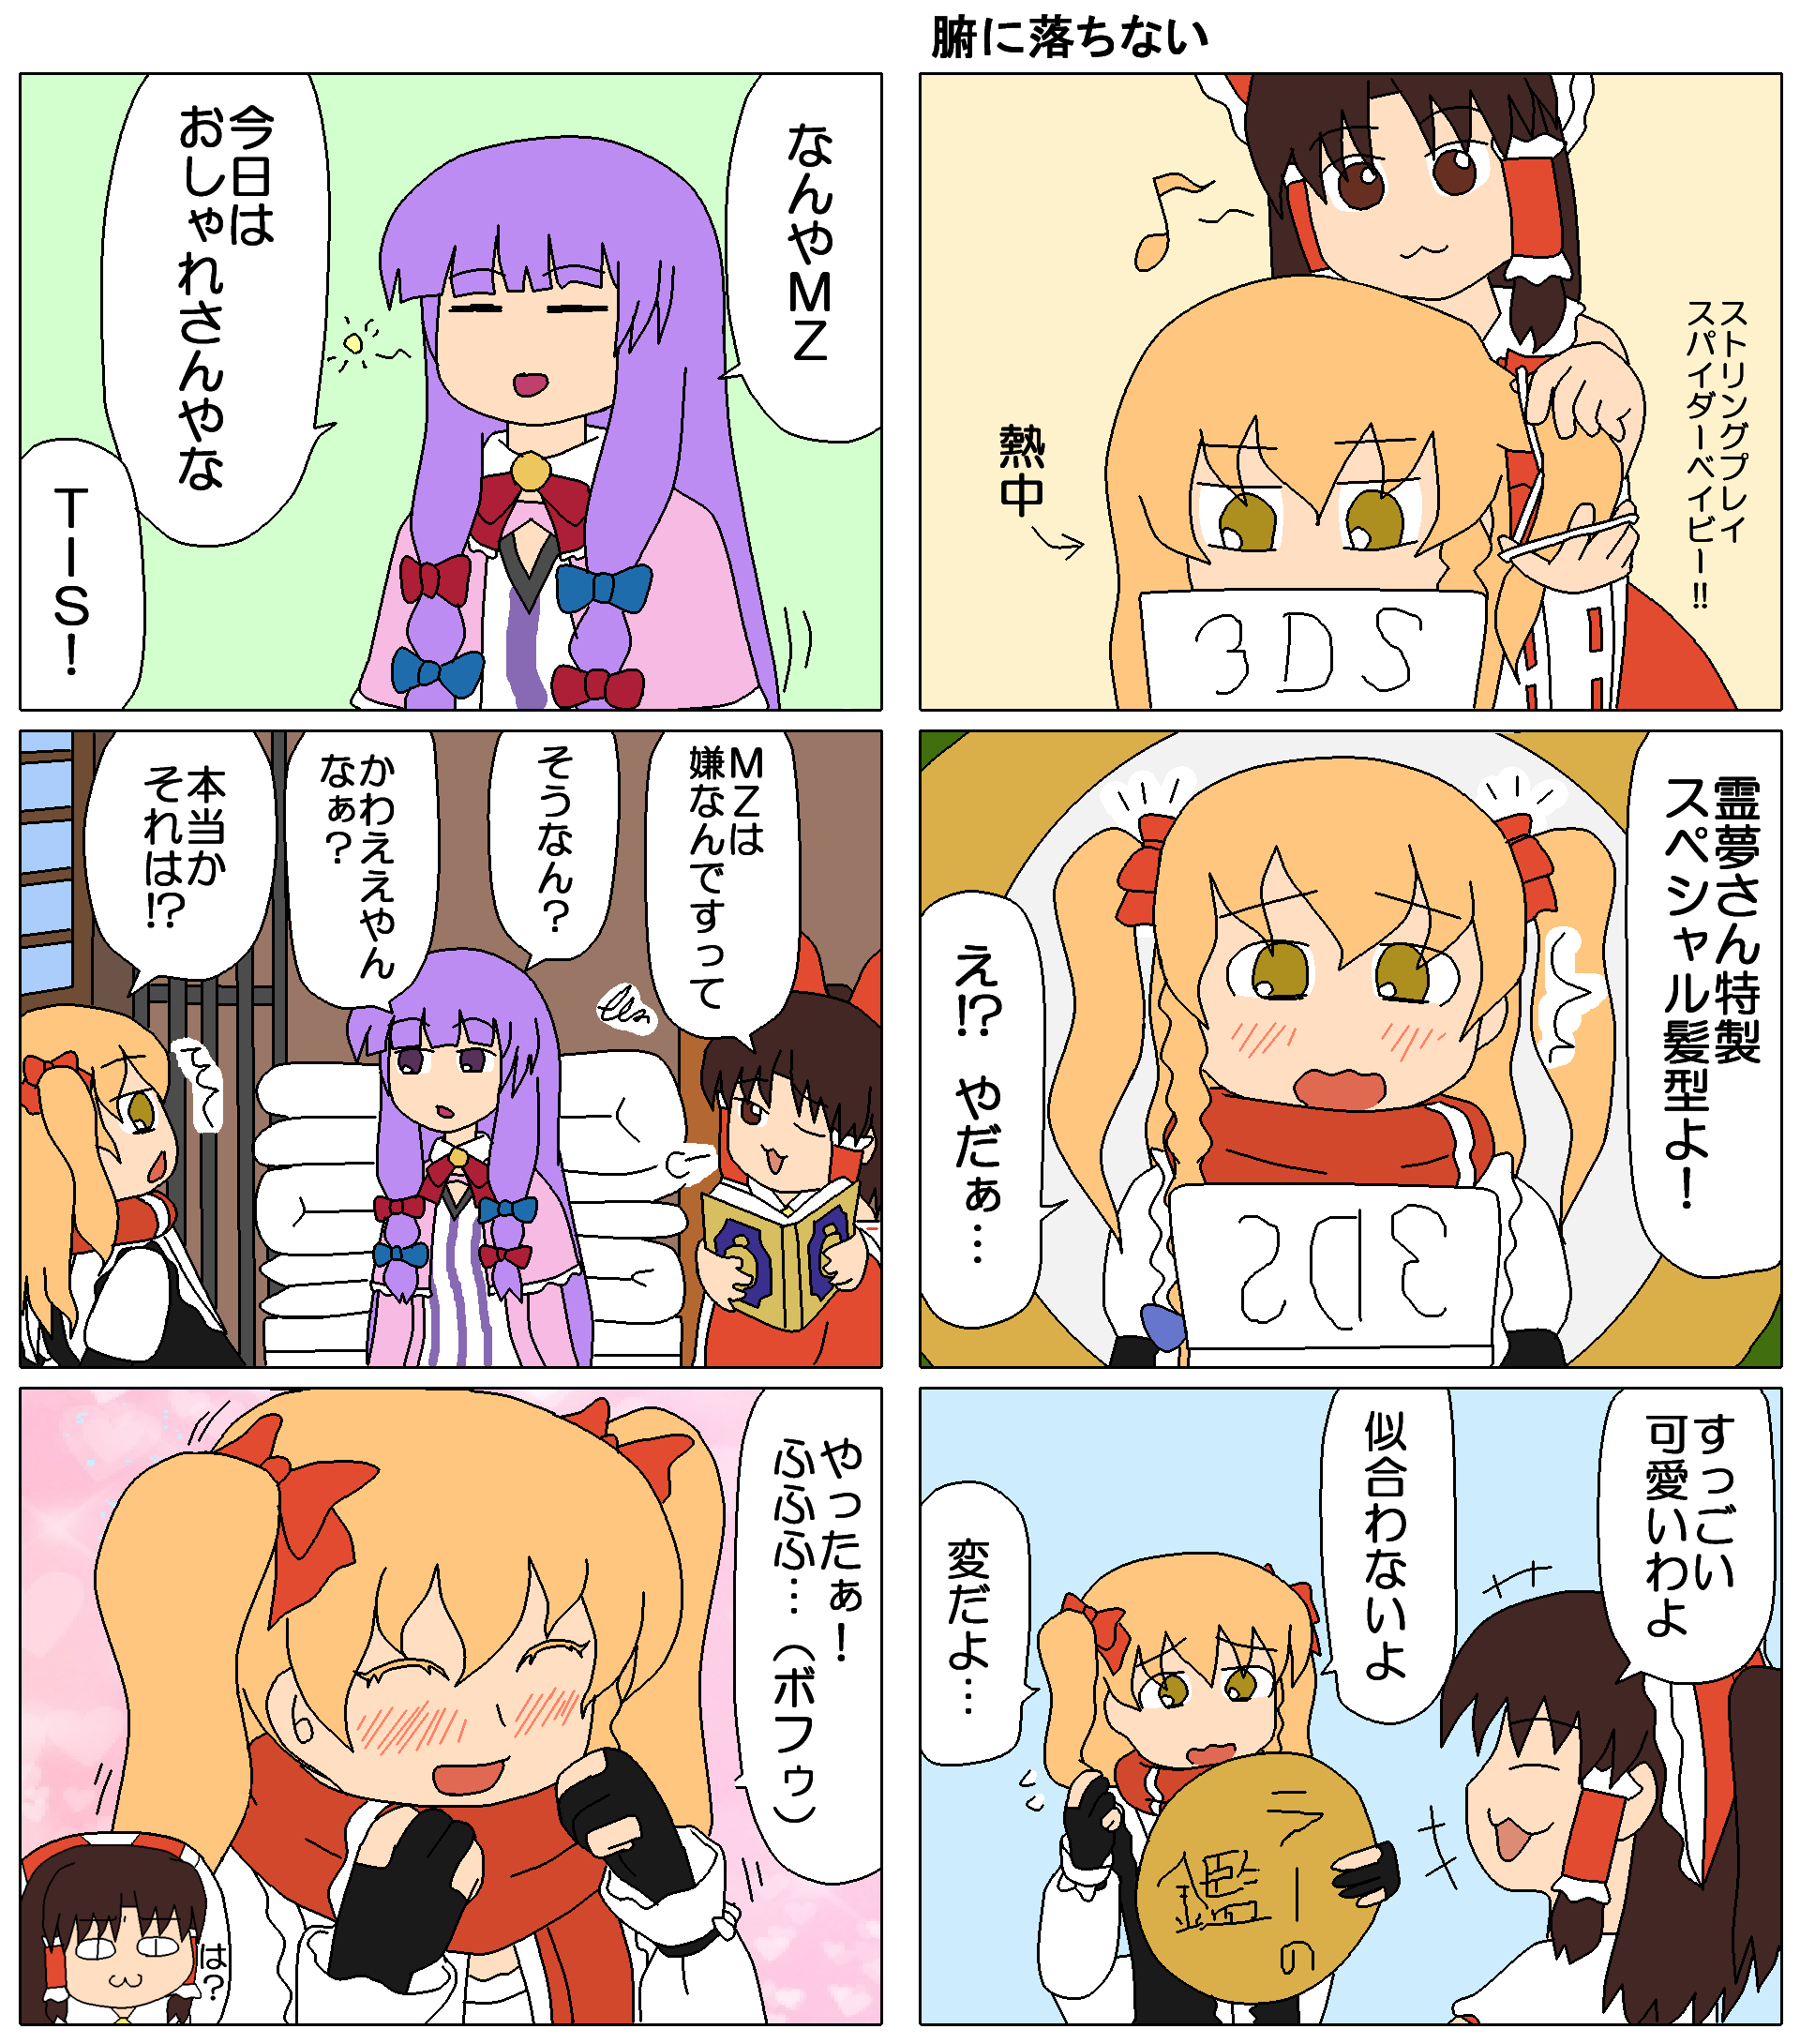 腑に落ちない
ストリングプレイ
スパイダーベイビー!!
熱中
3DS
霊夢さん特製
スペシャル髪型よ！
え!?　やだぁ…
3DS
すっごい
可愛いわよ
似合わないよ
変だよ…
ラーの
鑑
なんやＭＺ
今日は
おしゃれさんやな
ＴＩＳ！
ＭＺは
嫌なんですって
そうなん？
かわええやん
なぁ？
本当か
それは!?
やったぁ！
ふふふ…（ボフゥ）
は？